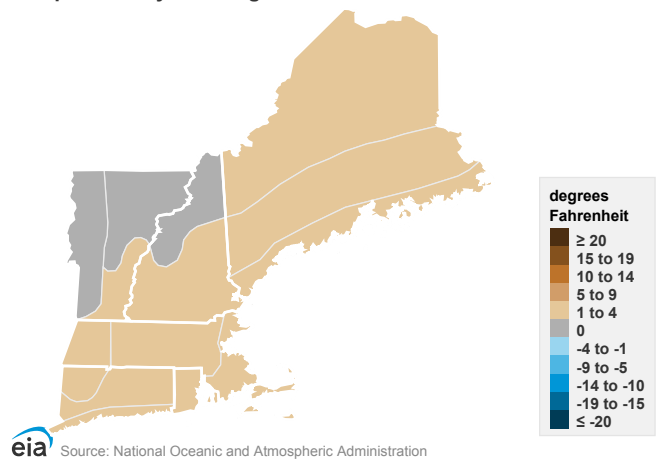 degrees
Fahrenheit
≥ 20
15 to 19
10 to 14
5 to 9
1 to 4
0
-4 to -1
-9 to -5
-14 to -10
-19 to -15
≤ -20
eia Source: National Oceanic and Atmospheric Administration